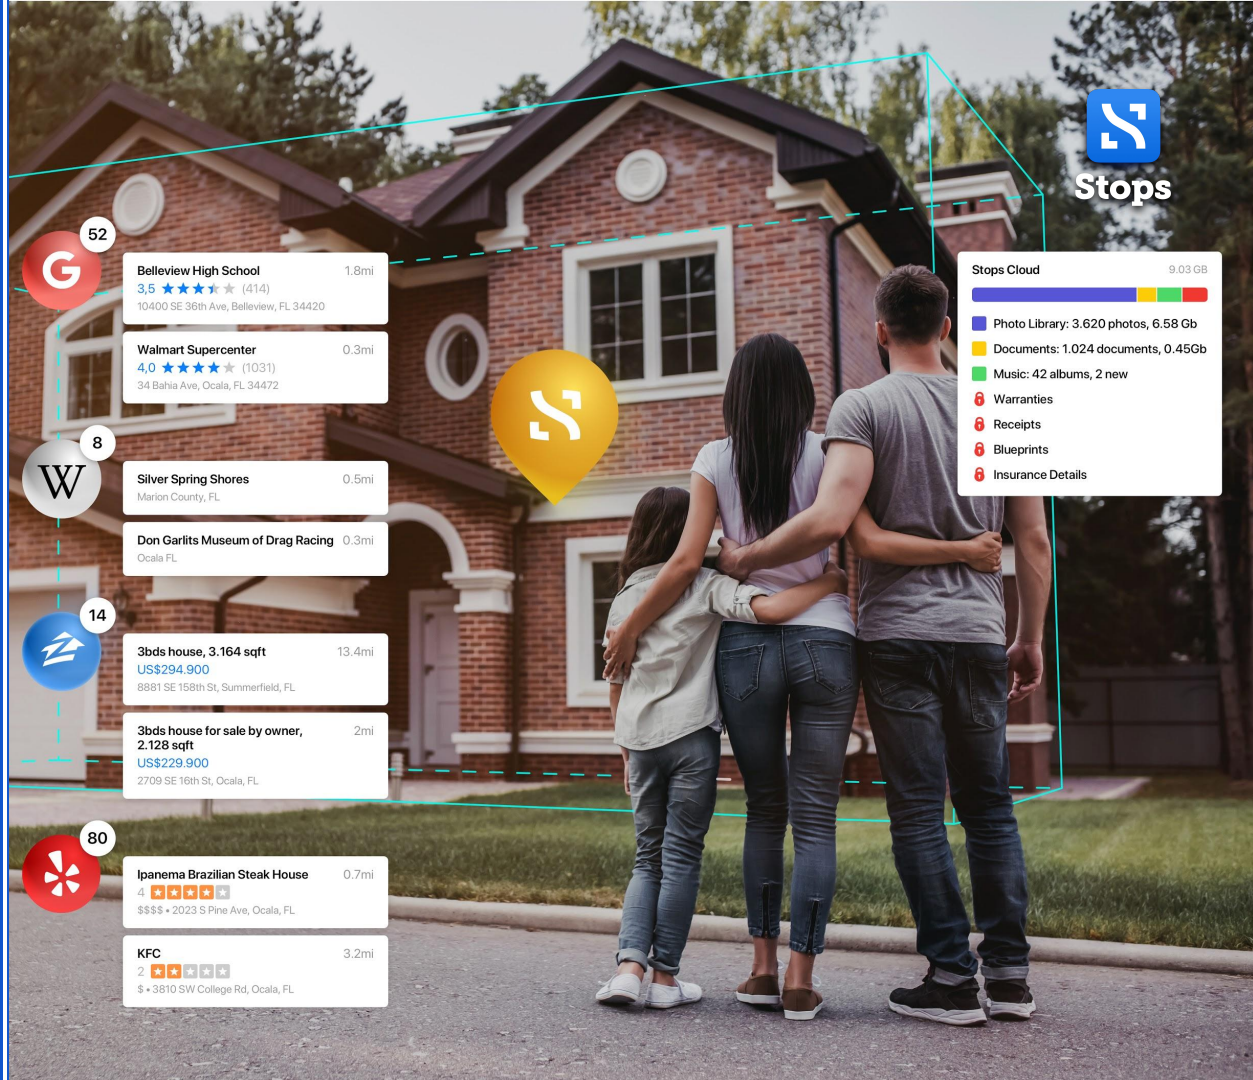 Stops
52
G
Belleview High School 1.8mi
3,5 (414)
10400 SE 36th Ave, Belleview, FL 34420
Walmart Supercenter 0.3mi
4,0 (1031)
34 Bahia Ave, Ocala, FL 34472
8
W
Silver Spring Shores 0.5mi
Marion County, FL
Don Garlits Museum of Drag Racing 0.3mi
Ocala FL
14
3bds house, 3.164 sqft 13.4mi
US$294.900
8881 SE 158th St, Summerfield, FL
3bds house for sale by owner, 2mi
2.128 sqft
US$229.900
2709 SE 16th St, Ocala, FL
80
Ipanema Brazilian Steak House 0.7mi
4
$$$$ • 2023 S Pine Ave, Ocala, FL
KFC 3.2mi
2
$ • 3810 SW College Rd, Ocala, FL
Stops Cloud 9.03 GB
Photo Library: 3.620 photos, 6.58 Gb
Documents: 1.024 documents, 0.45Gb
Music: 42 albums, 2 new
Warranties
Receipts
Blueprints
Insurance Details